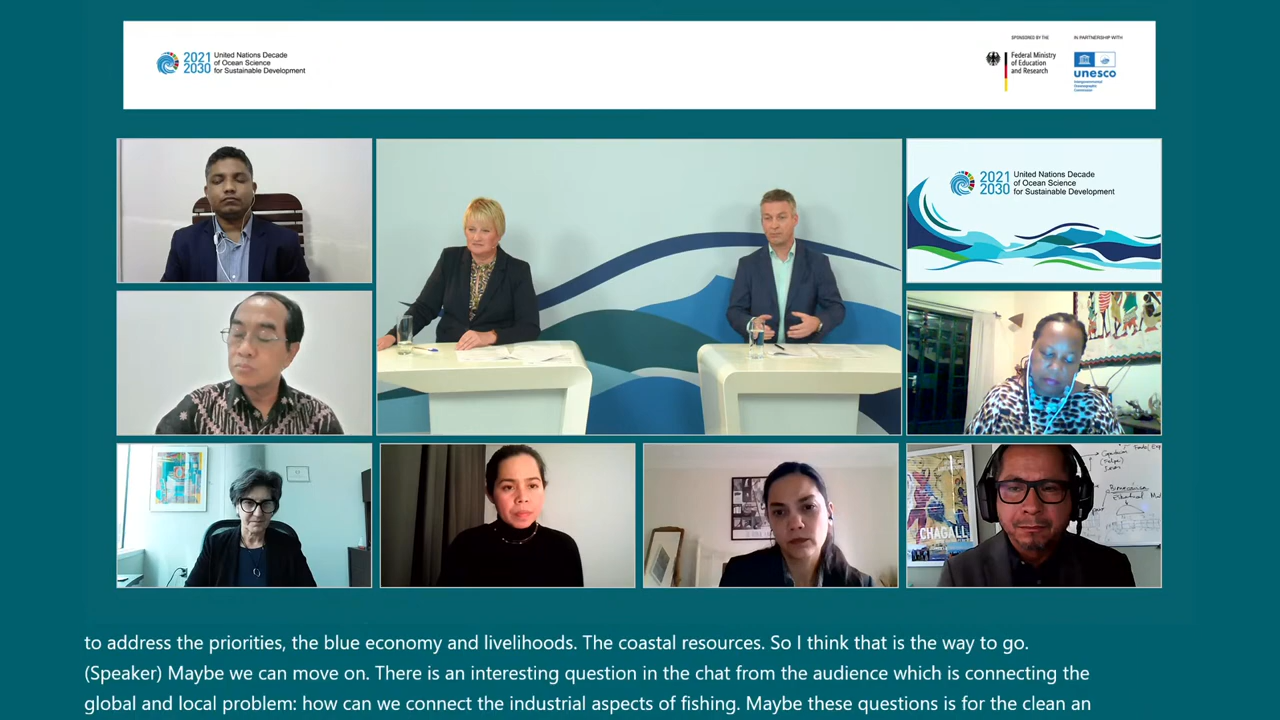 2021
2030
United Nations Decade
of Ocean Science
for Sustainable Development
SPONSORED BY THE
Federal Ministry
of Education
and Research
IN PARTNERSHIP WITH
unesco
Intergovernmental
Oceanographic
Commission
2021
2030
United Nations Decade
of Ocean Science
for Sustainable Development
CHAGALL
to address the priorities, the blue economy and livelihoods. The coastal resources. So I think that is the way to go.
(Speaker) Maybe we can move on. There is an interesting question in the chat from the audience which is connecting the
global and local problem: how can we connect the industrial aspects of fishing. Maybe these questions is for the clean an